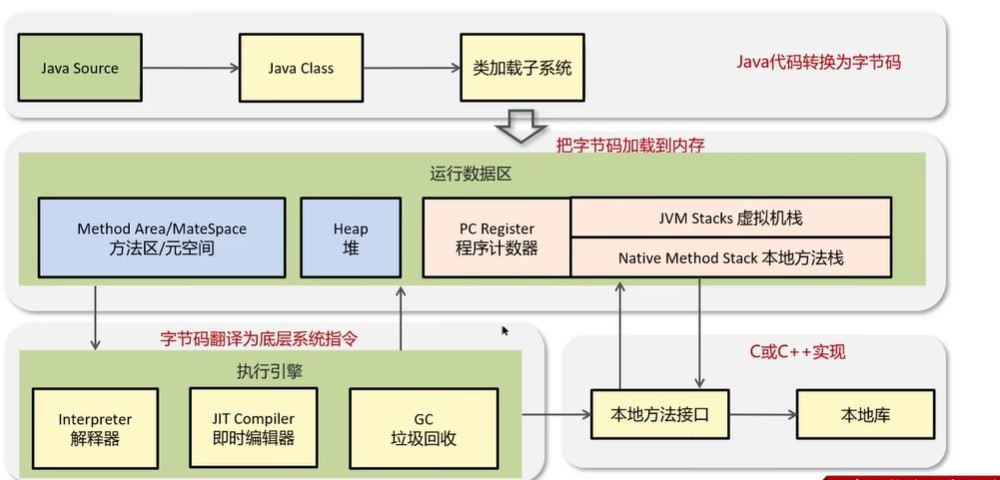 Java Source
Java Class
类加载子系统
Java代码转换为字节码
把字节码加载到内存
运行数据区
Method Area/MateSpace
方法区/元空间
Heap
堆
PC Register
程序计数器
JVM Stacks 虚拟机栈
Native Method Stack 本地方法栈
字节码翻译为底层系统指令
执行引擎
Interpreter
解释器
JIT Compiler
即时编辑器
GC
垃圾回收
C或C++实现
本地方法接口
本地库